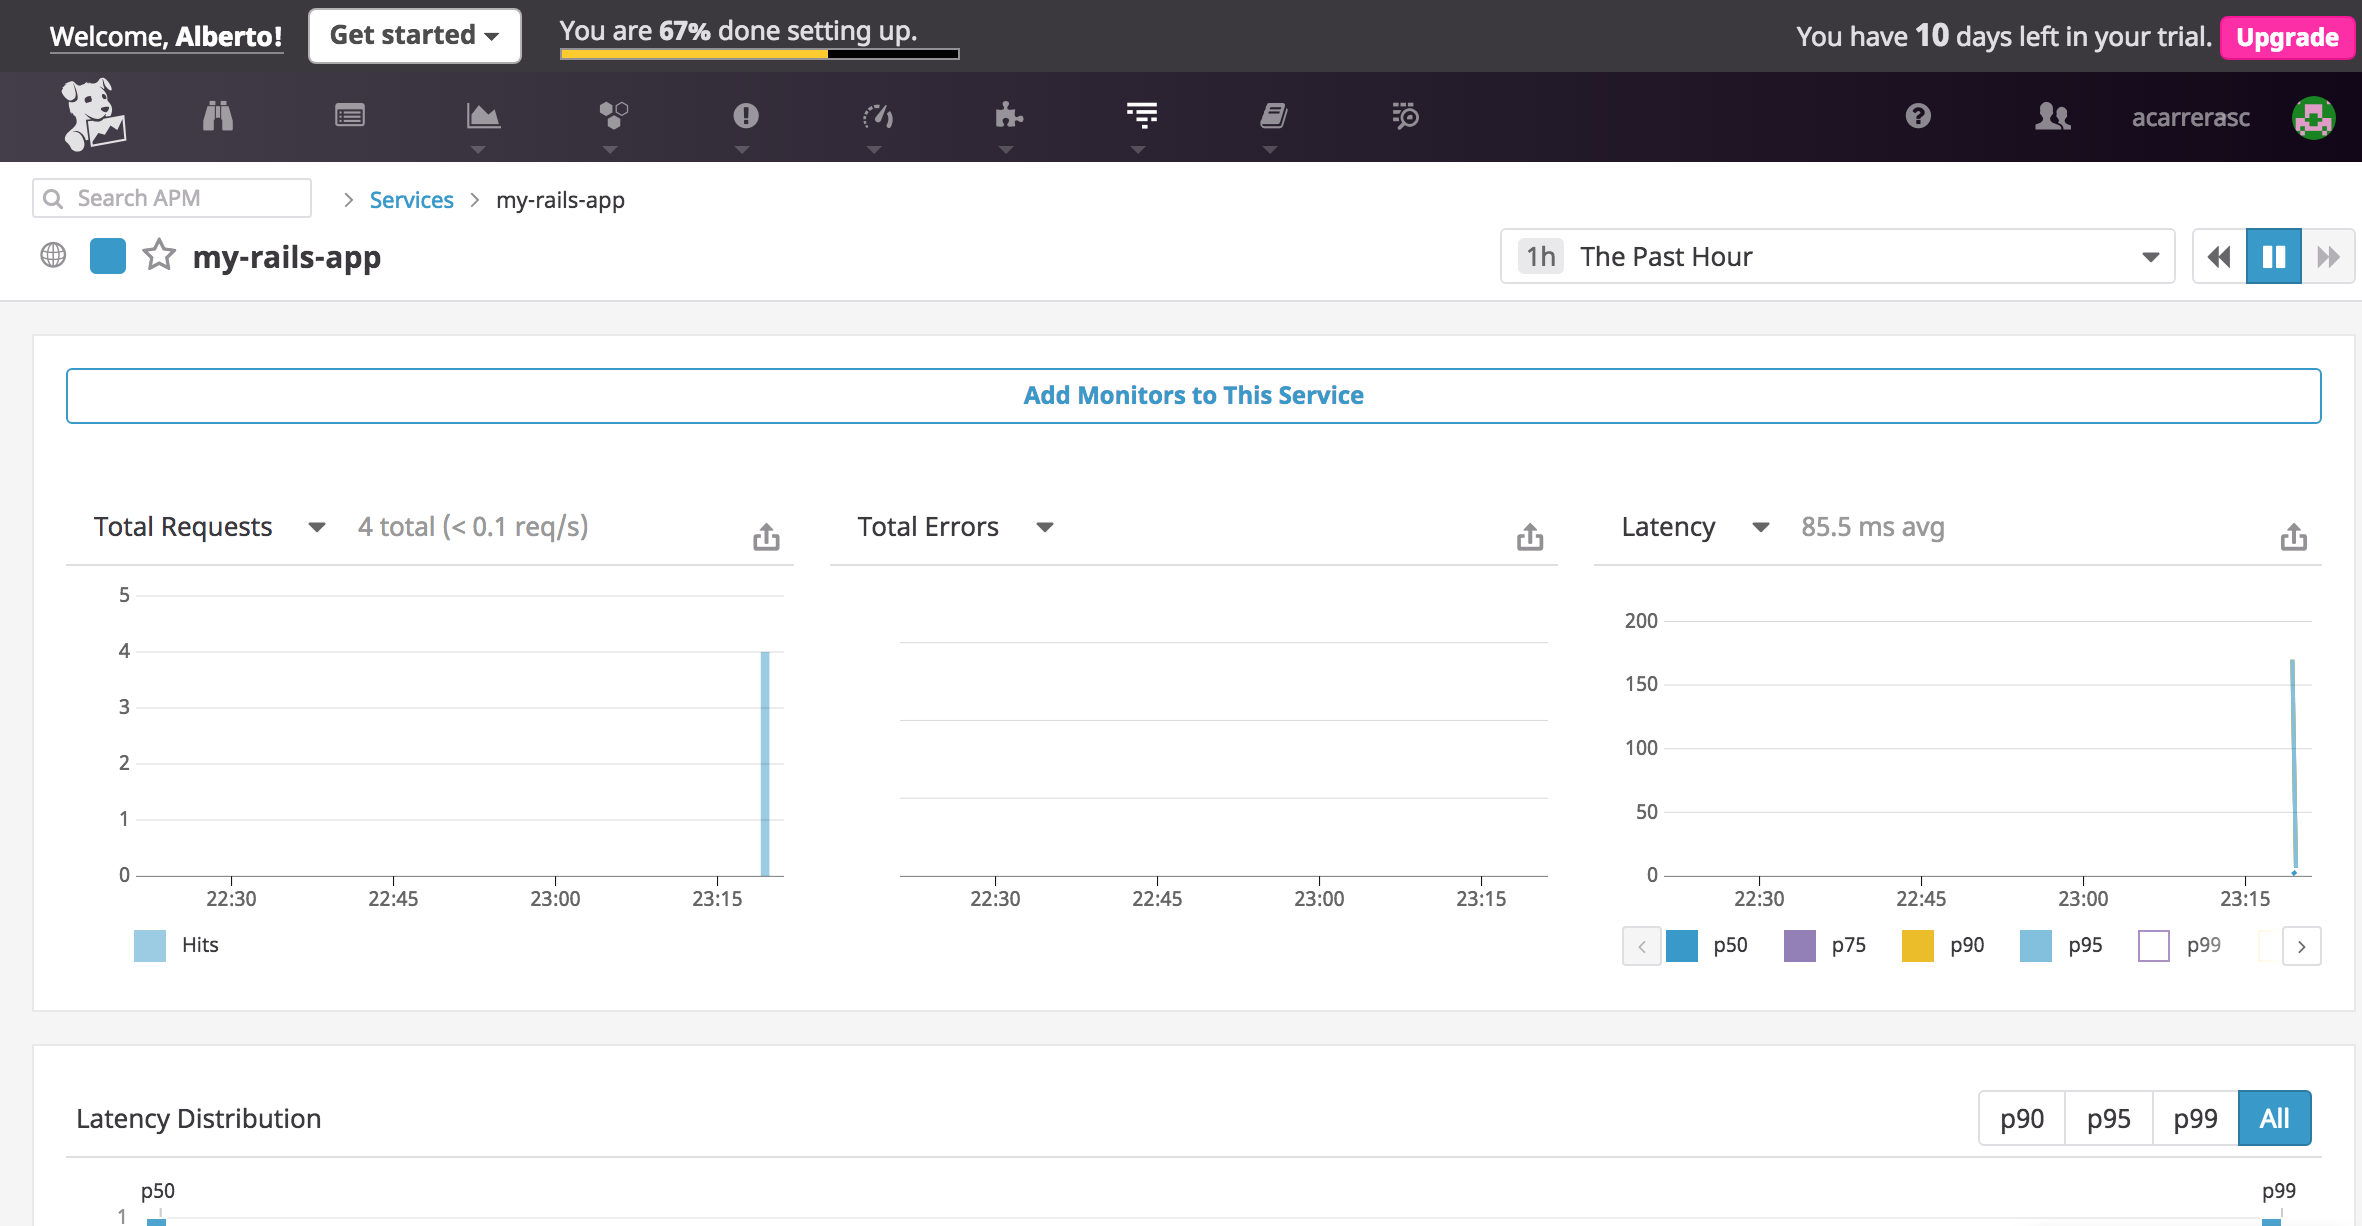 Welcome, Alberto!
Get started
You are 67% done setting up.
You have 10 days left in your trial.
Upgrade
acarrerasc
Search APM
Services
my-rails-app
my-rails-app
1h The Past Hour
Add Monitors to This Service
Total Requests
4 total (< 0.1 req/s)
5
4
3
2
1
0
22:30
22:45
23:00
23:15
Hits
Total Errors
22:30
22:45
23:00
23:15
Latency
85.5 ms avg
200
150
100
50
0
22:30
22:45
23:00
23:15
p50
p75
p90
p95
p99
Latency Distribution
p90
p95
p99
All
p50
p99
1